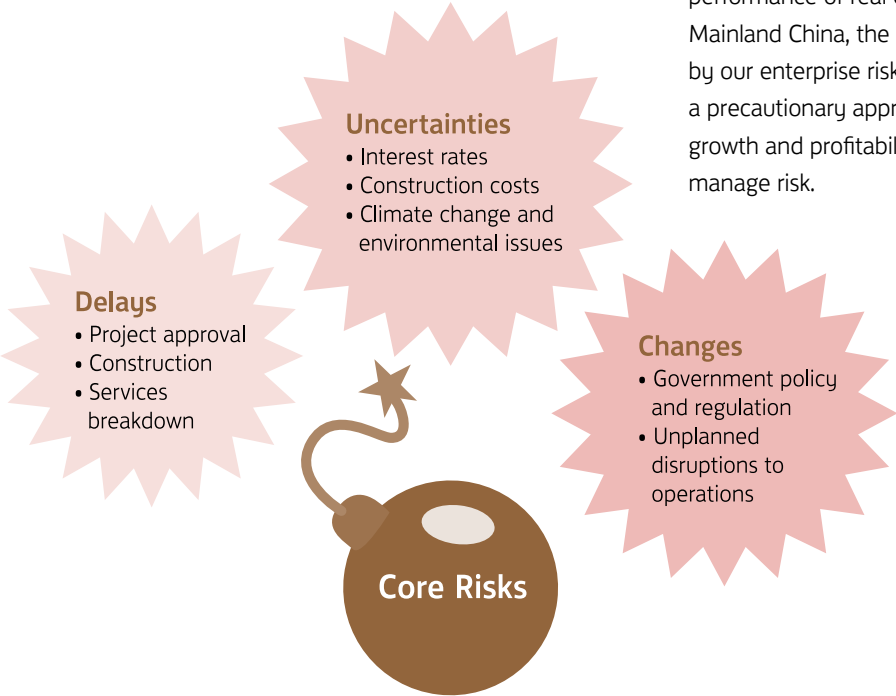 Mainland China, the
by our enterprise risk
a precautionary appr
growth and profitabil
manage risk.
Uncertainties
• Interest rates
• Construction costs
• Climate change and
environmental issues
Delays
• Project approval
• Construction
• Services
breakdown
Changes
• Government policy
and regulation
• Unplanned
disruptions to
operations
Core Risks